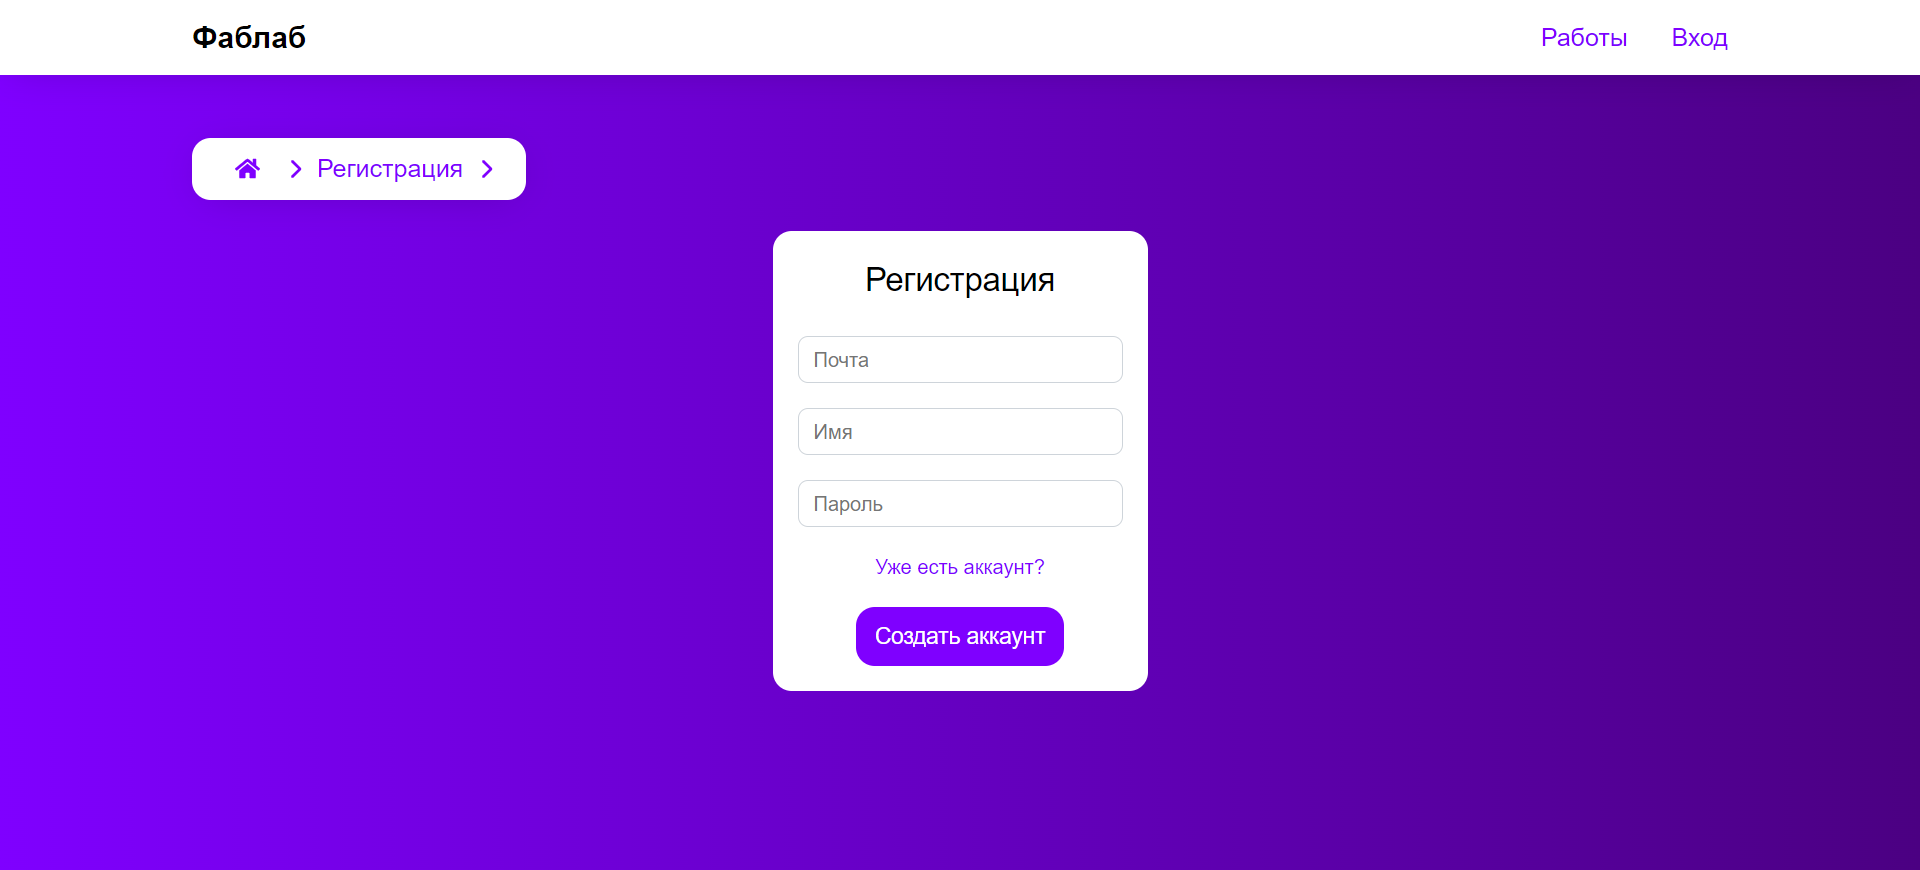 Фаблаб
Работы
Вход
Регистрация
Регистрация
Почта
Имя
Пароль
Уже есть аккаунт?
Создать аккаунт